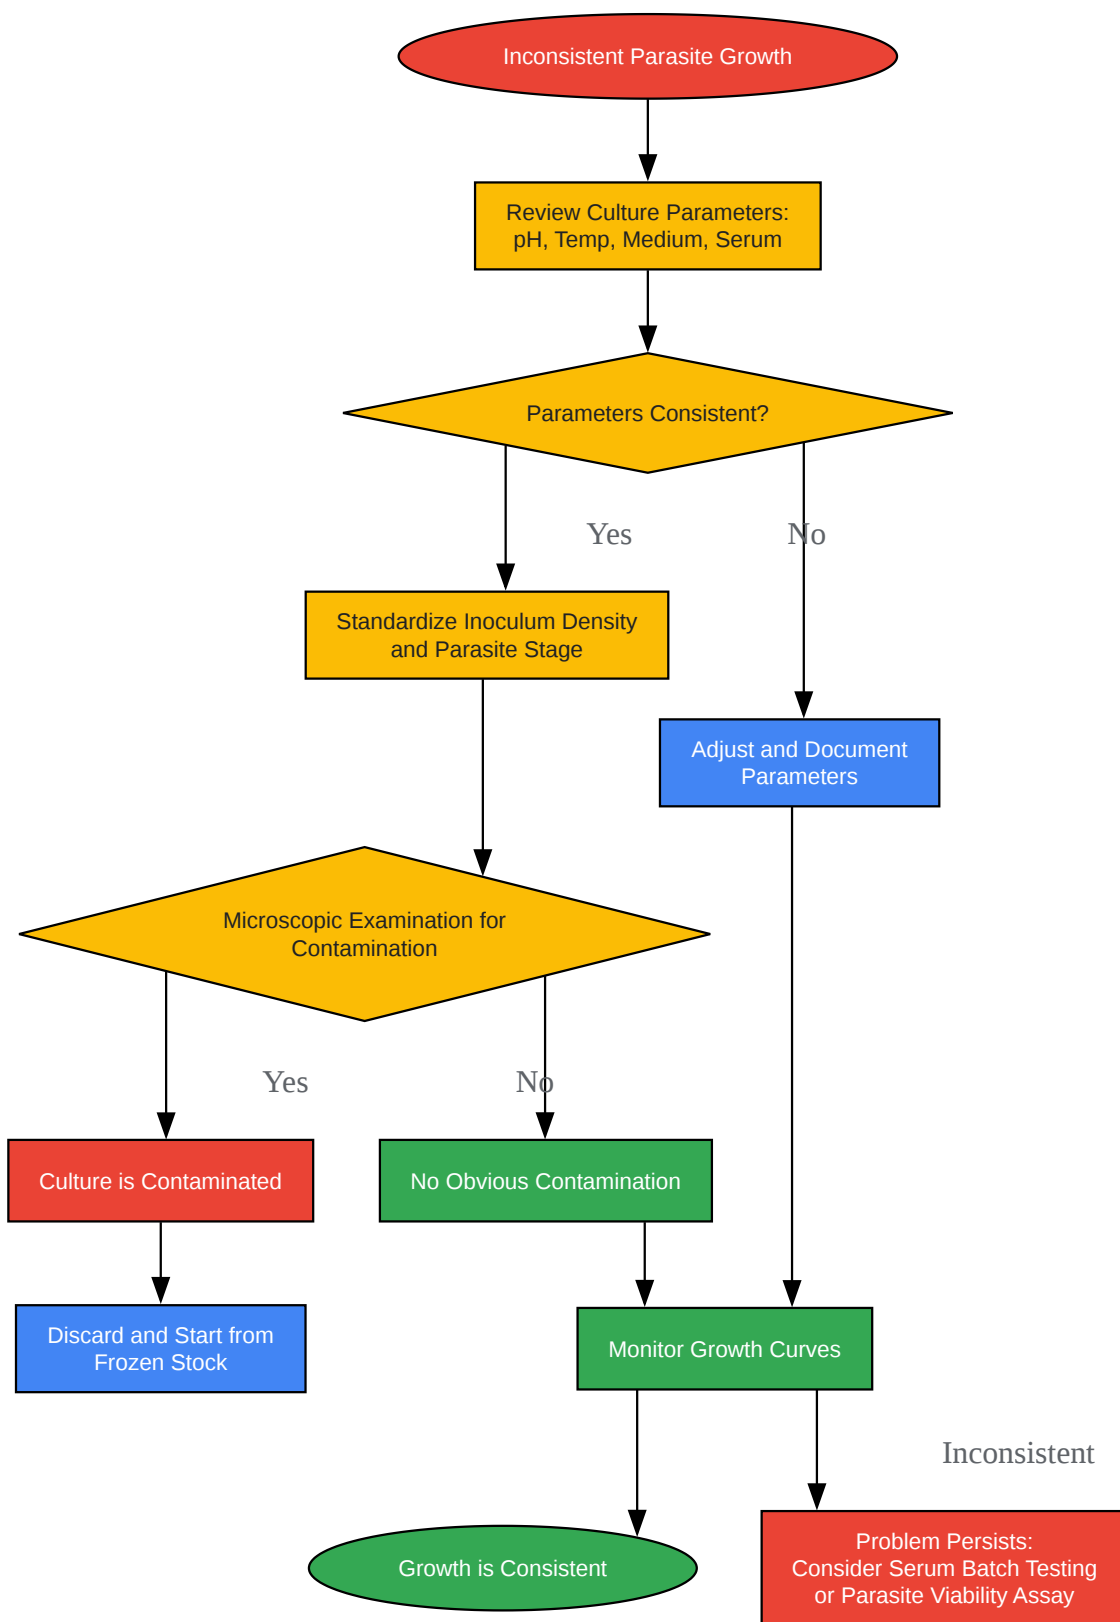 Inconsistent Parasite Growth
Review Culture Parameters:
pH, Temp, Medium, Serum
Parameters Consistent?
Yes
No
Standardize Inoculum Density
and Parasite Stage
Adjust and Document
Parameters
Microscopic Examination for
Contamination
Yes
No
Culture is Contaminated
No Obvious Contamination
Discard and Start from
Frozen Stock
Monitor Growth Curves
Inconsistent
Growth is Consistent
Problem Persists:
Consider Serum Batch Testing
or Parasite Viability Assay